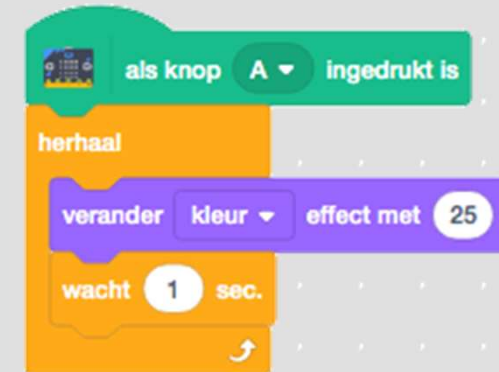 als knop A ingedrukt is
herhaal
verander kleur effect met 25
wacht 1 sec.